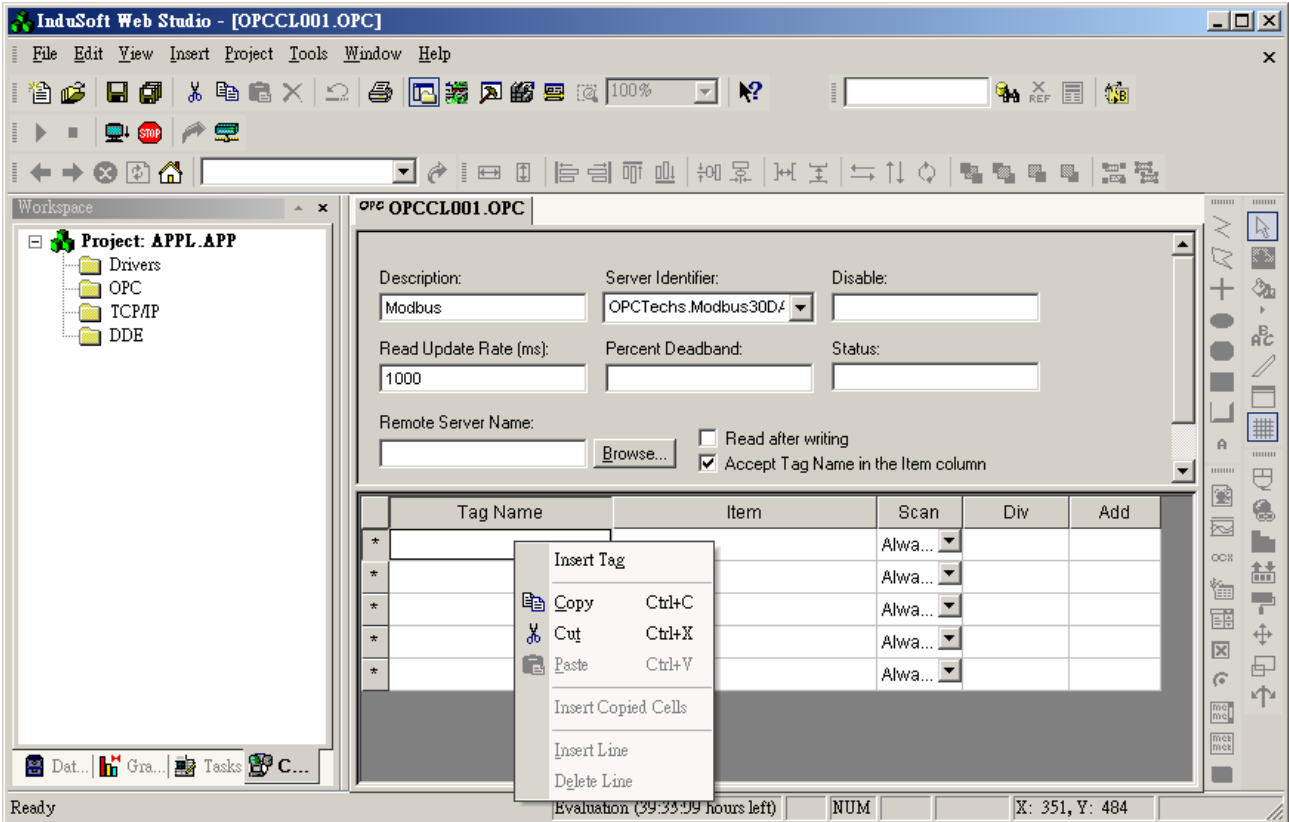 InduSoft Web Studio - [OPCCL001.OPC]
File Edit View Insert Project Tools Window Help
100%
REF
STOP
Workspace
OPC OPCCL001.OPC
Project: APPL.APP
Drivers
OPC
TCP/IP
DDE
Description: Server Identifier: Disable:
Modbus OPCTechs.Modbus30DA
Read Update Rate (ms): Percent Deadband: Status:
1000
Remote Server Name:
Browse...
Read after writing
Accept Tag Name in the Item column
Tag Name Item Scan Div Add
* Alwa...
* Alwa...
* Alwa...
* Alwa...
* Alwa...
Insert Tag
Copy Ctrl+C
Cut Ctrl+X
Paste Ctrl+V
Insert Copied Cells
Insert Line
Delete Line
Dat... Gra... Tasks C...
Ready Evaluation (39:33:09 hours left) NUM X: 351, Y: 484